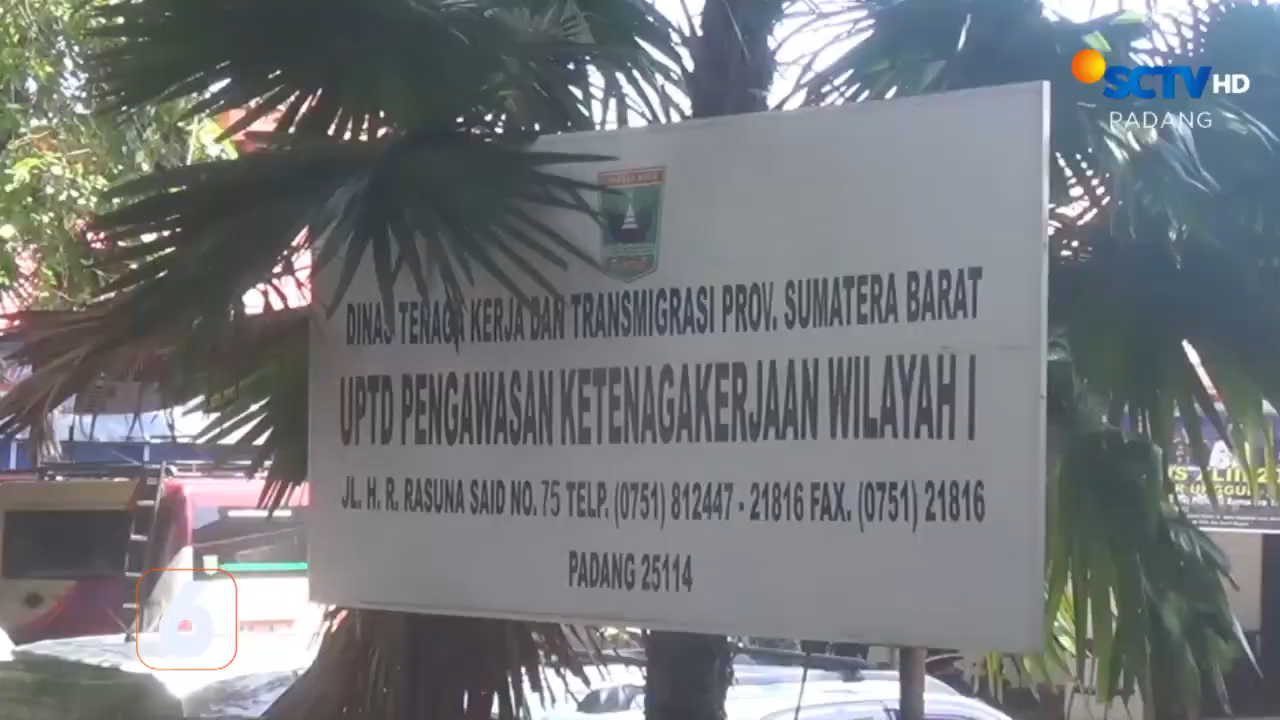 SCTV HD
PADANG
DINAS TENAGA KERJA DAN TRANSMIGRASI PROV. SUMATERA BARAT
UPTD PENGAWASAN KETENAGAKERJAAN WILAYAH I
JL. H. R. RASUNA SAID NO. 75 TELP. (0751) 812447 - 21816 FAX. (0751) 21816
PADANG 25114
6